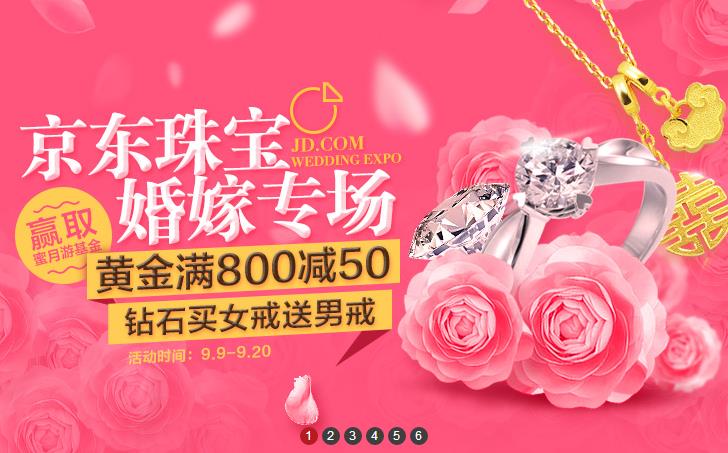 京东珠宝
JD.COM
WEDDING EXPO
婚嫁专场
赢取
蜜月游基金
黄金满800减50
钻石买女戒送男戒
活动时间：9.9-9.20
囍
1 2 3 4 5 6